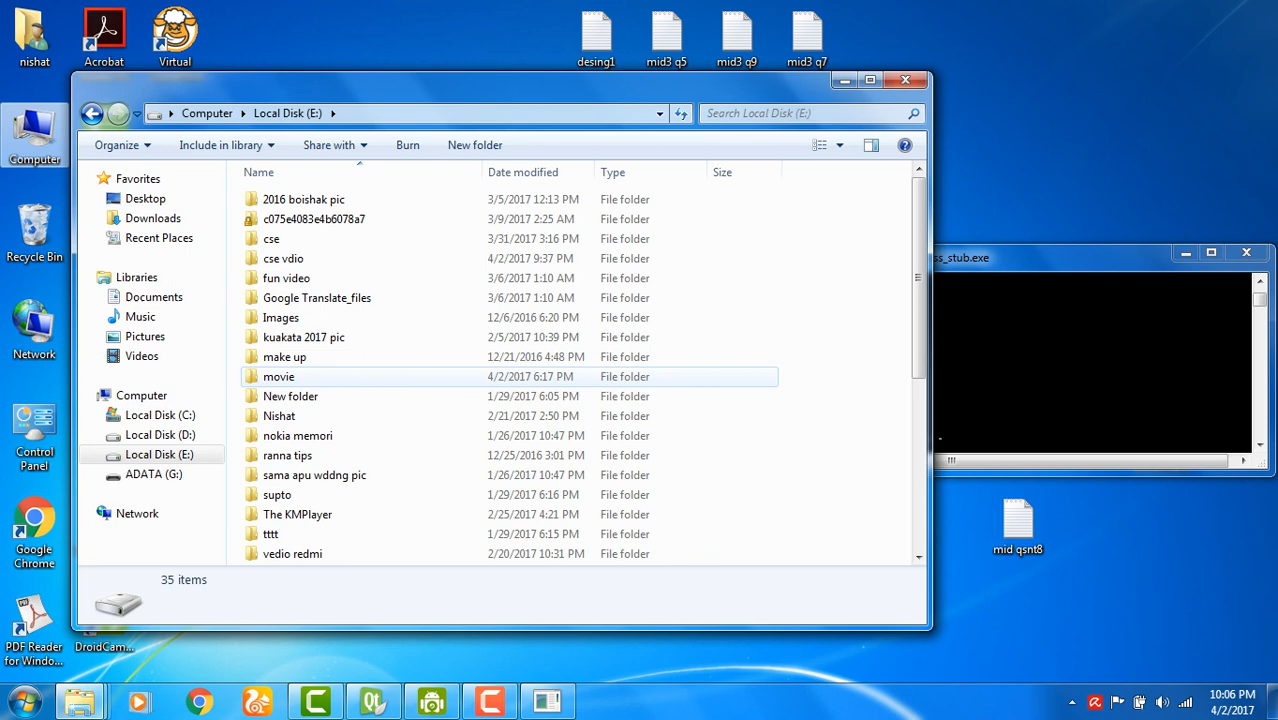 nishat
Acrobat
Virtual
desing1
mid3 q5
mid3 q9
mid3 q7
Computer
Recycle Bin
Network
Control
Panel
Google
Chrome
PDF Reader
for Windo...
DroidCam...
Computer
Local Disk (E:)
Search Local Disk (E:)
Organize
Include in library
Share with
Burn
New folder
Favorites
Desktop
Downloads
Recent Places
Libraries
Documents
Music
Pictures
Videos
Computer
Local Disk (C:)
Local Disk (D:)
Local Disk (E:)
ADATA (G:)
Network
Name Date modified Type Size
2016 boishak pic 3/5/2017 12:13 PM File folder
c075e4083e4b6078a7 3/9/2017 2:25 AM File folder
cse 3/31/2017 3:16 PM File folder
cse vdio 4/2/2017 9:37 PM File folder
fun video 3/6/2017 1:10 AM File folder
Google Translate_files 3/6/2017 1:10 AM File folder
Images 12/6/2016 6:20 PM File folder
kuakata 2017 pic 2/5/2017 10:39 PM File folder
make up 12/21/2016 4:48 PM File folder
movie 4/2/2017 6:17 PM File folder
New folder 1/29/2017 6:05 PM File folder
Nishat 2/21/2017 2:50 PM File folder
nokia memori 1/26/2017 10:47 PM File folder
ranna tips 12/25/2016 3:01 PM File folder
sama apu wddng pic 1/26/2017 10:47 PM File folder
supto 1/29/2017 6:16 PM File folder
The KMPlayer 2/25/2017 4:21 PM File folder
tttt 1/29/2017 6:15 PM File folder
vedio redmi 2/20/2017 10:31 PM File folder
35 items
ss_stub.exe
mid qsnt8
10:06 PM
4/2/2017